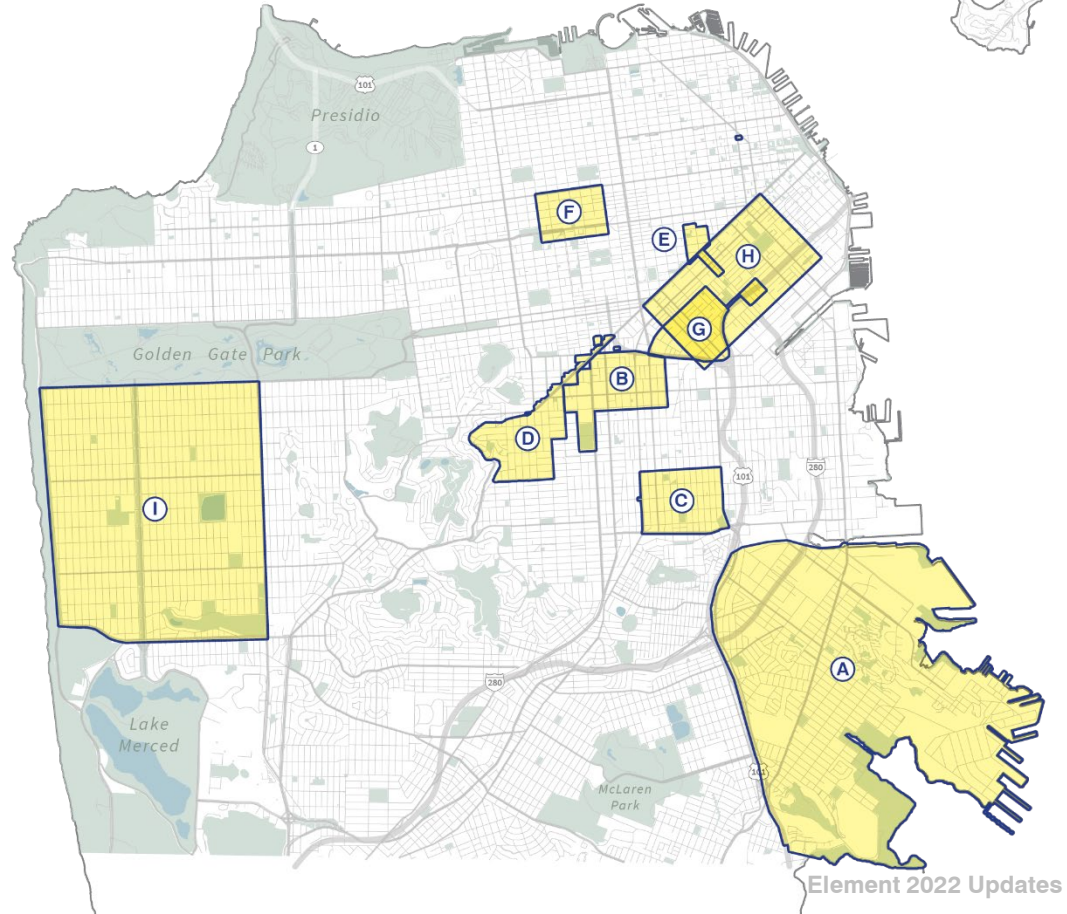 101
Presidio
1
F
E
H
G
Golden Gate Park
B
D
101
280
C
I
A
280
Lake
Merced
101
McLaren
Park
Element 2022 Updates